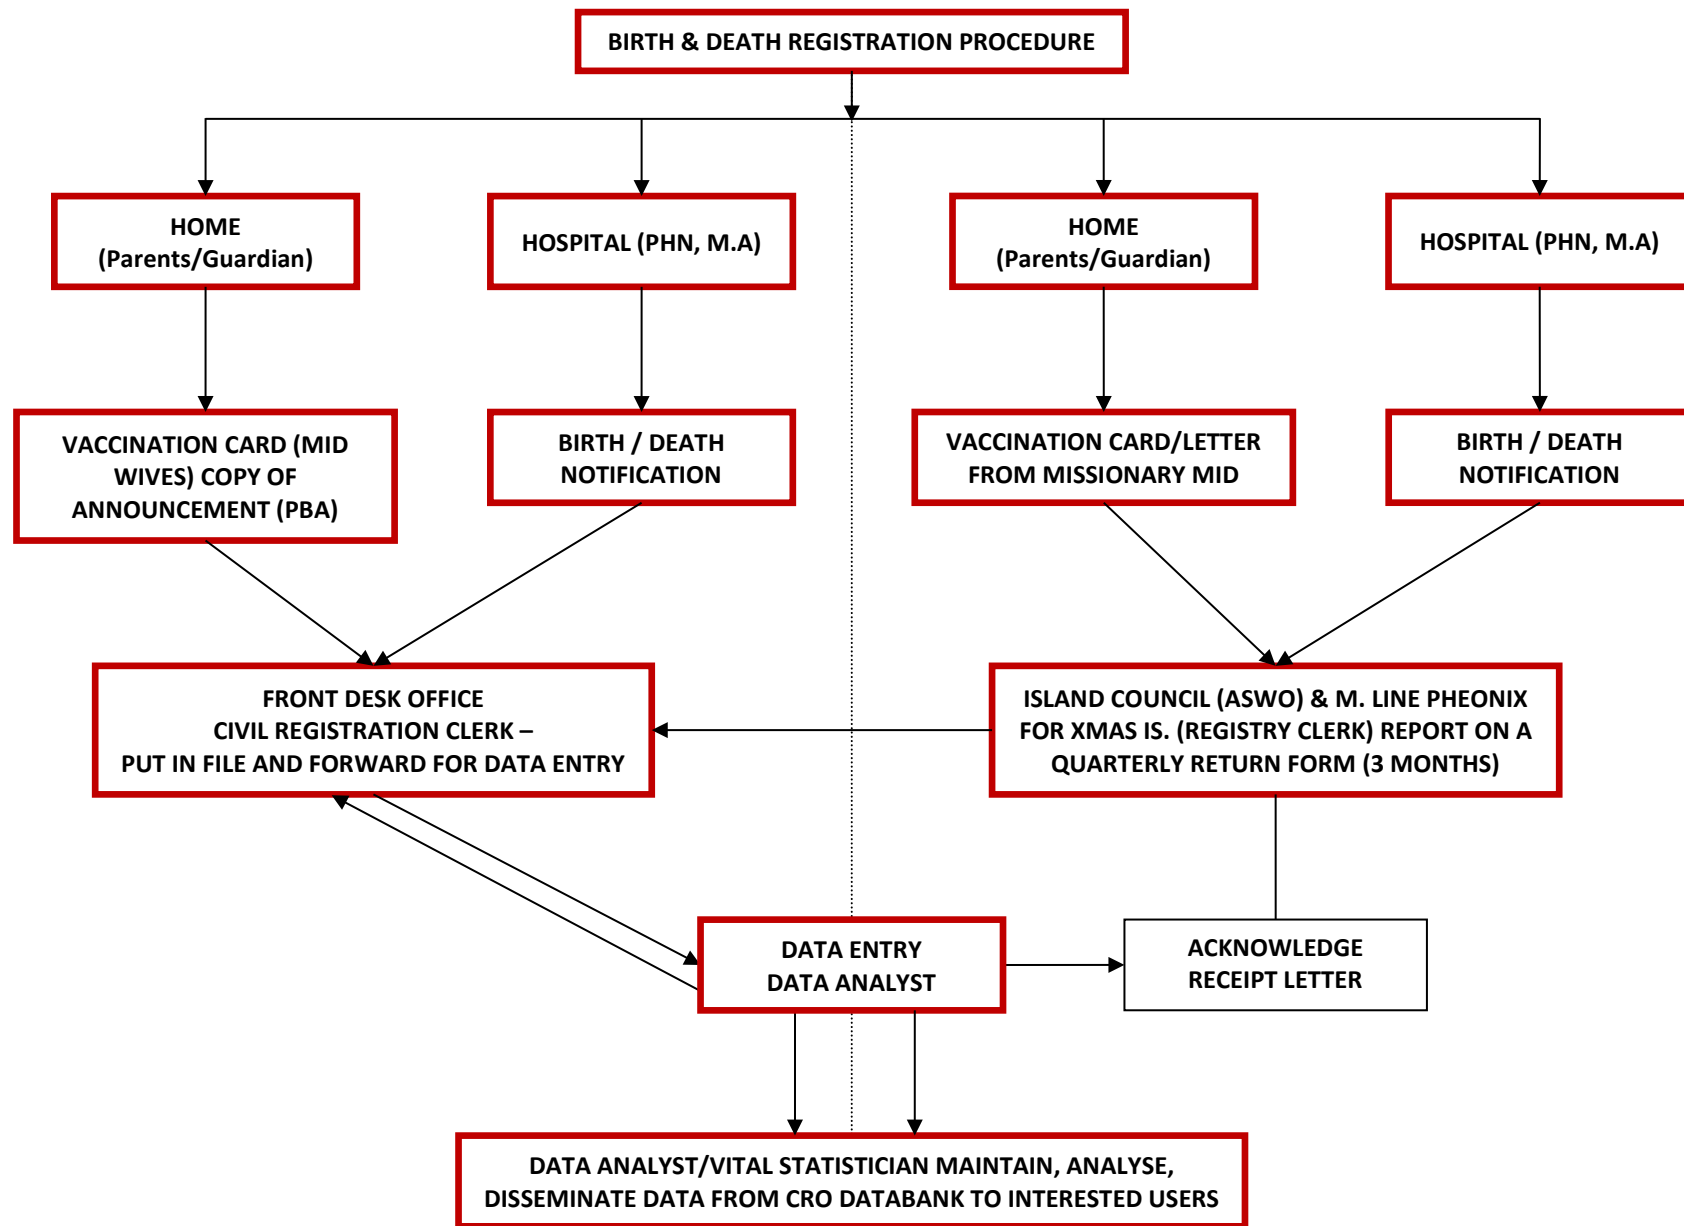 BIRTH & DEATH REGISTRATION PROCEDURE
HOME
(Parents/Guardian)
HOSPITAL (PHN, M.A)
HOME
(Parents/Guardian)
HOSPITAL (PHN, M.A)
VACCINATION CARD (MID
WIVES) COPY OF
ANNOUNCEMENT (PBA)
BIRTH / DEATH
NOTIFICATION
VACCINATION CARD/LETTER
FROM MISSIONARY MID
BIRTH / DEATH
NOTIFICATION
FRONT DESK OFFICE
CIVIL REGISTRATION CLERK –
PUT IN FILE AND FORWARD FOR DATA ENTRY
ISLAND COUNCIL (ASWO) & M. LINE PHEONIX
FOR XMAS IS. (REGISTRY CLERK) REPORT ON A
QUARTERLY RETURN FORM (3 MONTHS)
DATA ENTRY
DATA ANALYST
ACKNOWLEDGE
RECEIPT LETTER
DATA ANALYST/VITAL STATISTICIAN MAINTAIN, ANALYSE,
DISSEMINATE DATA FROM CRO DATABANK TO INTERESTED USERS